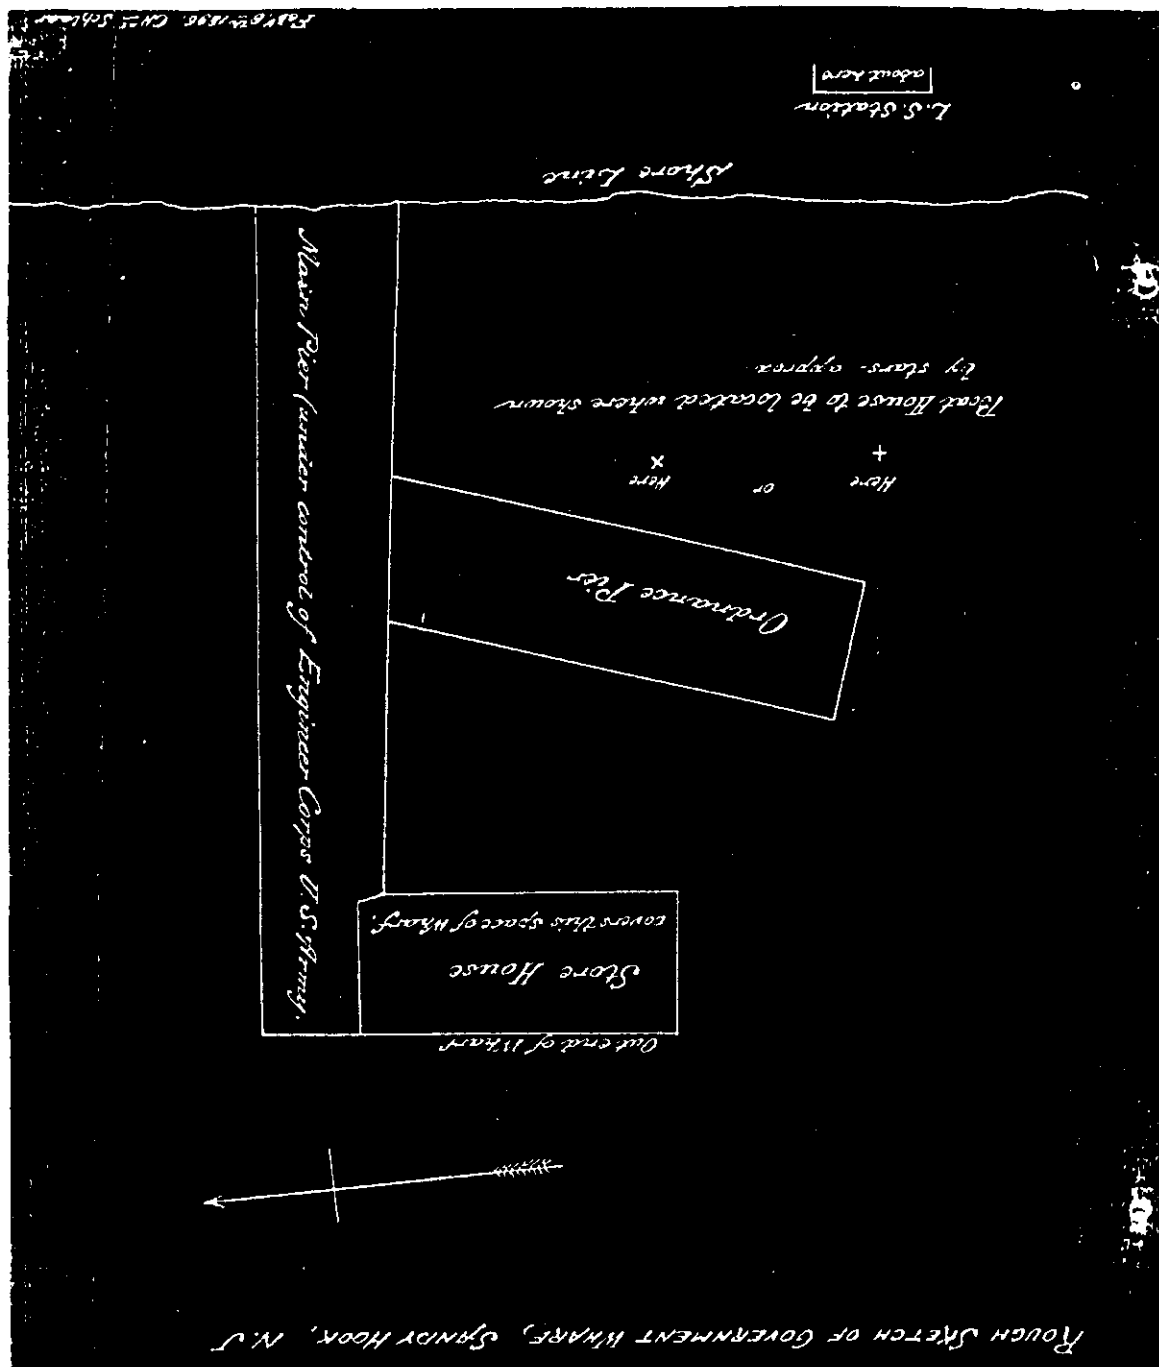 ROUGH SKETCH OF GOVERNMENT WHARF, SANDY HOOK, N.J
Out end of Wharf
Store House
covers this space of Wharf.
Main Pier (under control of Engineer Corps U.S. Army.
Ordnance Pier
Here or Here
Boat House to be located where shown
by stars approx
Shore Line
L.S. Station
about here
Feby 6th